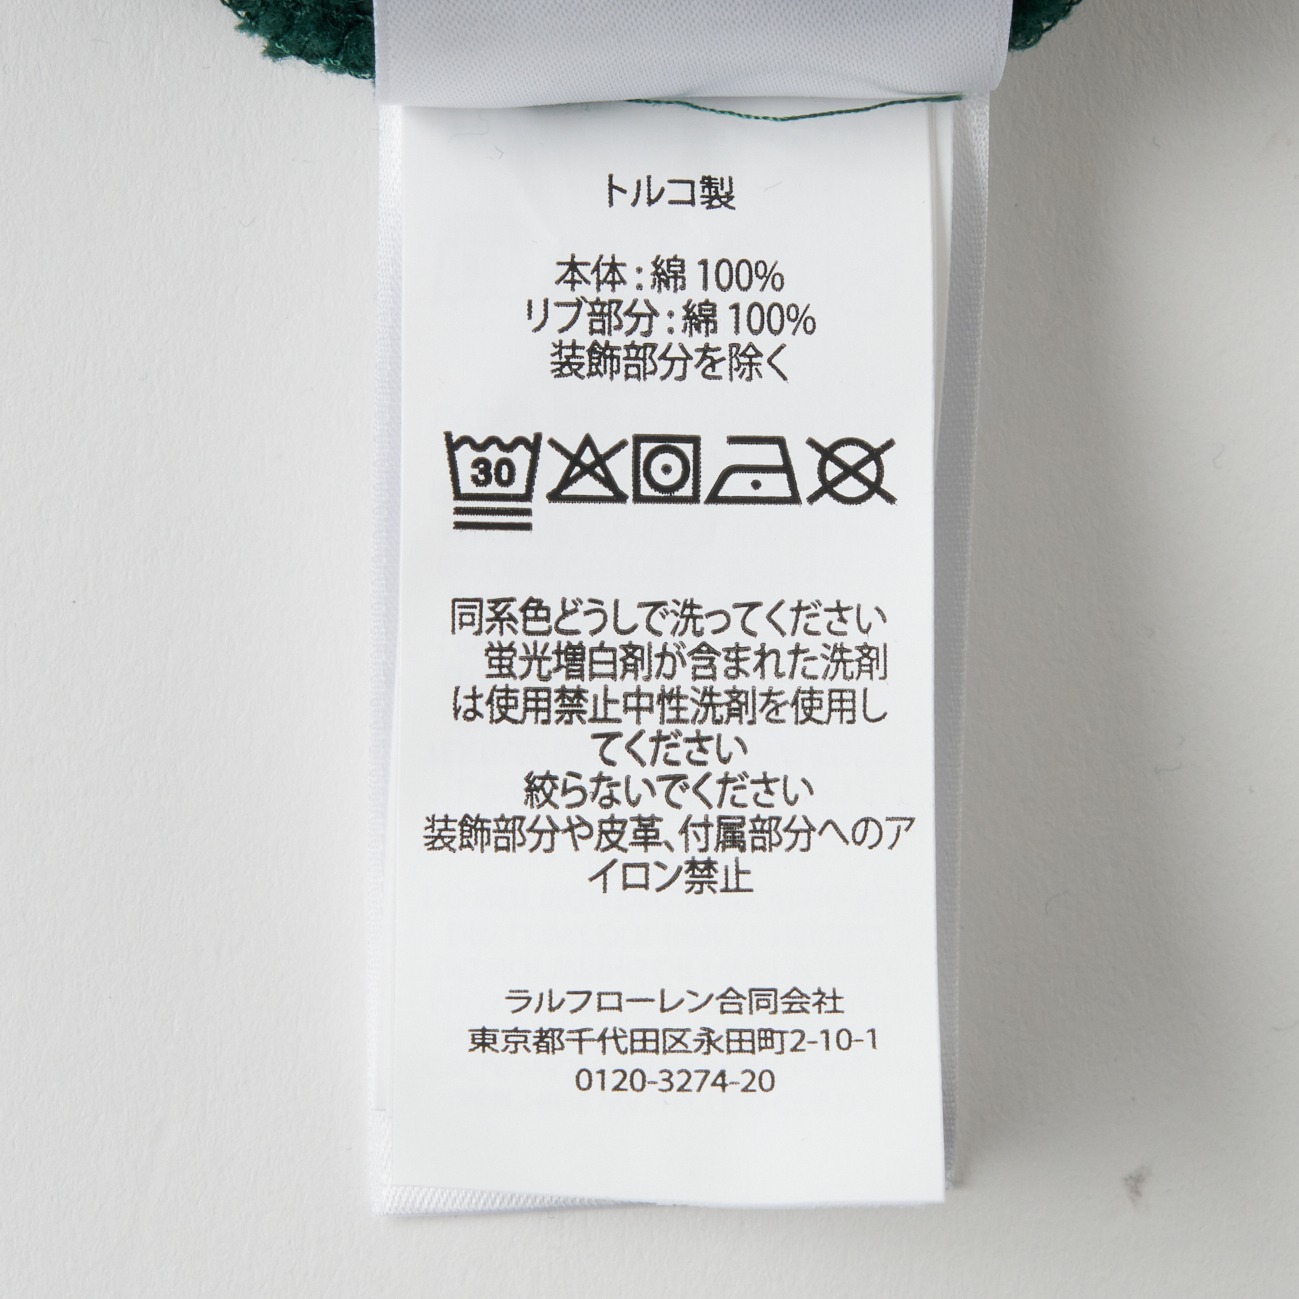 トルコ製
本体 : 綿 100%
リブ部分 : 綿 100%
装飾部分を除く
30
同系色どうしで洗ってください
蛍光増白剤が含まれた洗剤
は使用禁止中性洗剤を使用し
てください
絞らないでください
装飾部分や皮革、付属部分へのア
イロン禁止
ラルフローレン合同会社
東京都千代田区永田町2-10-1
0120-3274-20